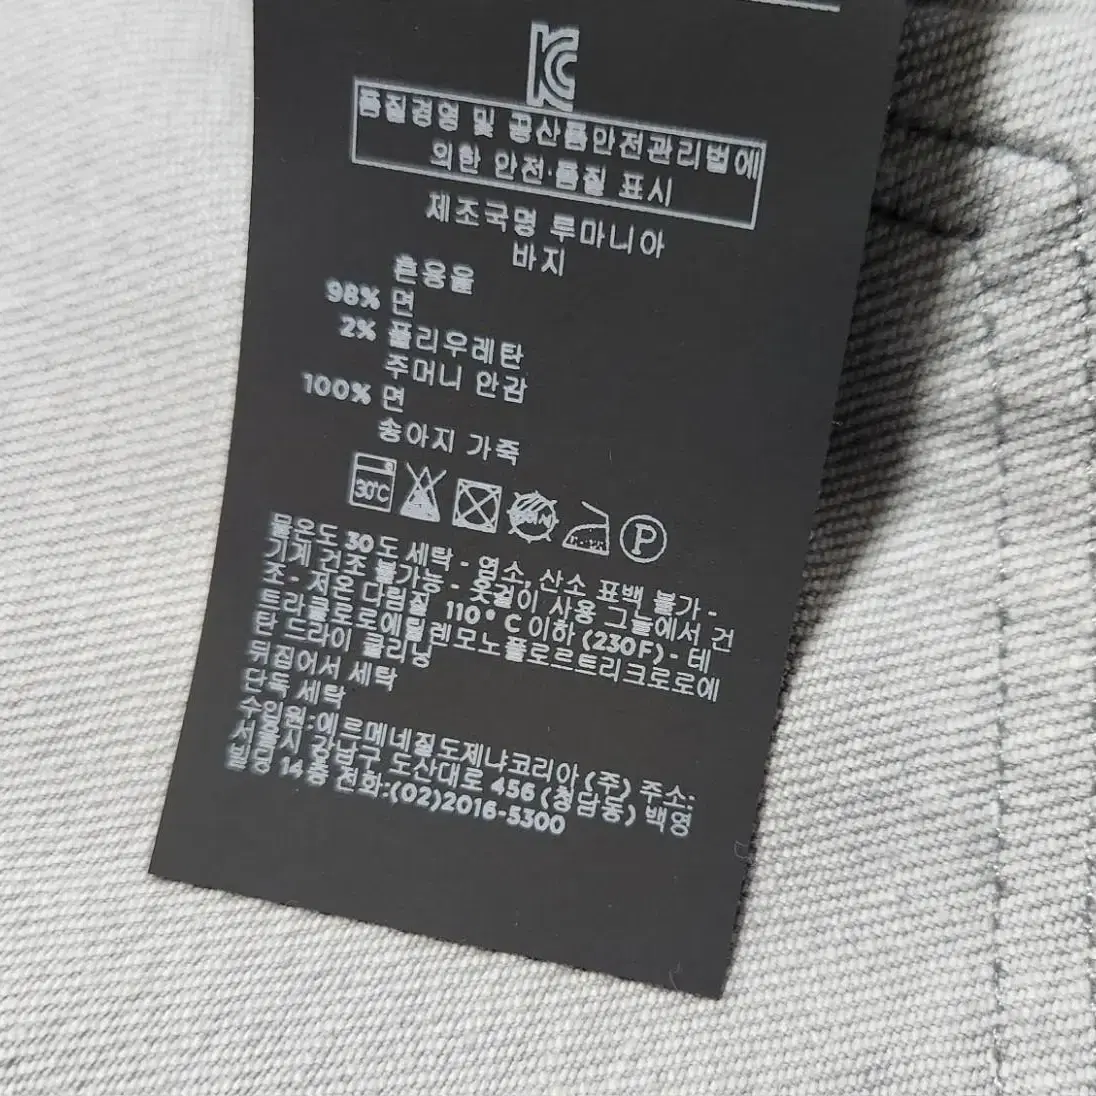 KC
품질경영 및 공산품안전관리법에
의한 안전·품질 표시
제조국명 루마니아
바지
혼용율
98% 면
2% 폴리우레탄
주머니 안감
100% 면
송아지 가죽
30℃ P
물온도 30도 세탁 - 염소, 산소 표백 불가 -
기계 건조 불가능 - 옷걸이 사용 그늘에서 건
조 - 저온 다림질 110° C 이하 (230F) - 테
트라클로로에틸렌모노플로르트리크로로에
탄 드라이 클리닝
뒤집어서 세탁
단독 세탁
수입원:에르메네질도제냐코리아(주) 주소:
서울시 강남구 도산대로 456 (청담동) 백영
빌딩 14층 전화:(02)2016-5300